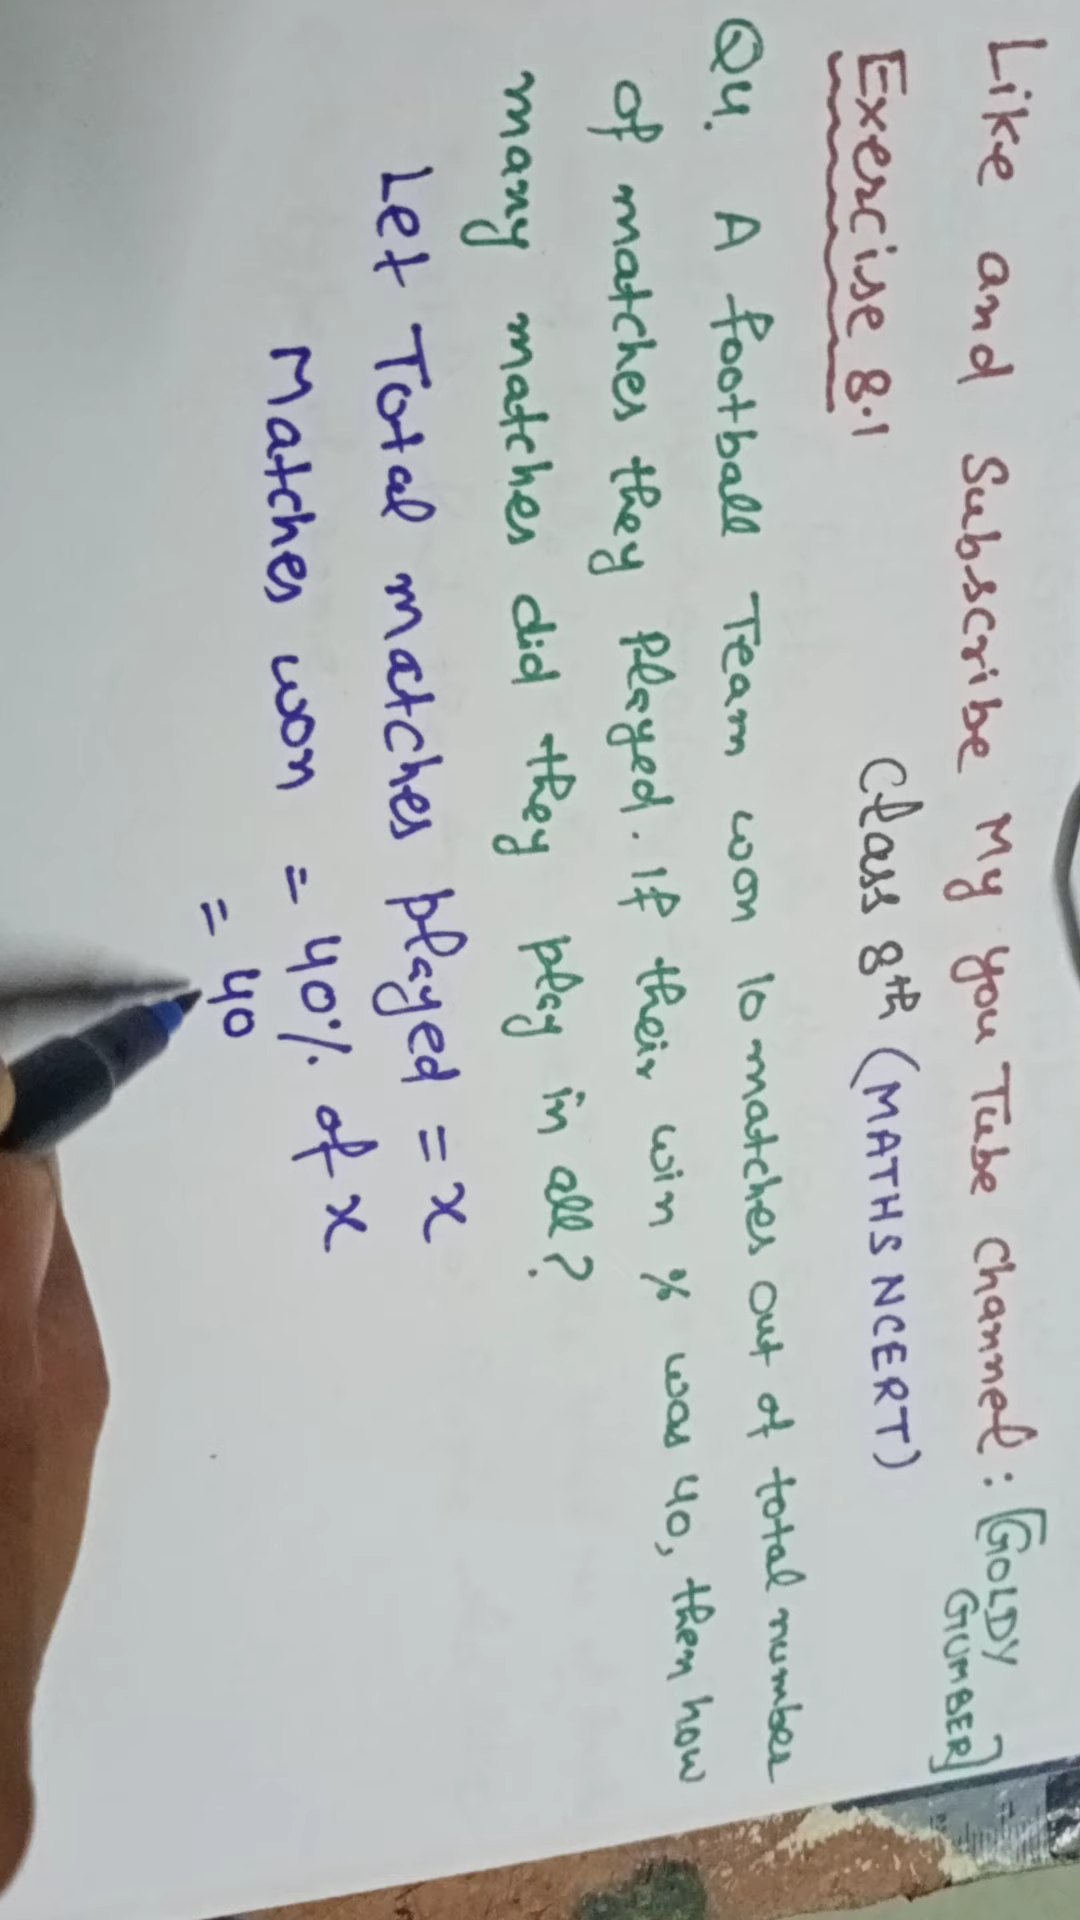 Like and Subscribe My YouTube Channel: [GOLDY GUMBER]
Exercise 8.1
Class 8th (MATHS NCERT)
Q4. A football Team won 10 matches out of total number
of matches they played. If their win % was 40, then how
many matches did they play in all?
Let Total matches played = x
Matches won = 40% of x
= 40